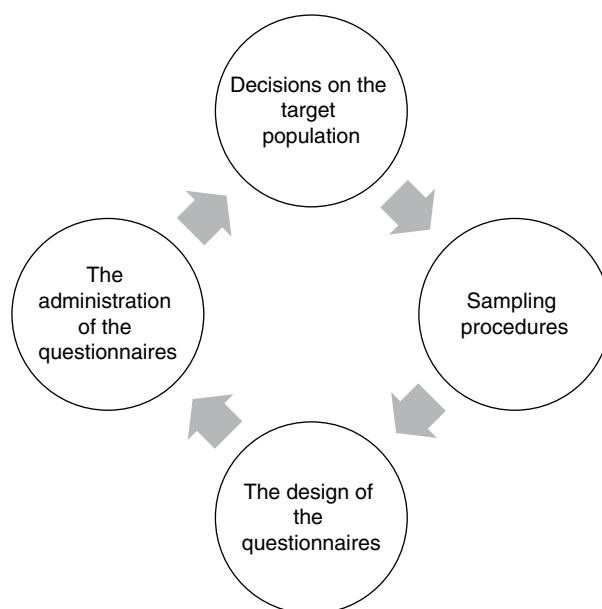 Decisions on the
target
population
Sampling
procedures
The design of
the
questionnaires
The
administration
of the
questionnaires